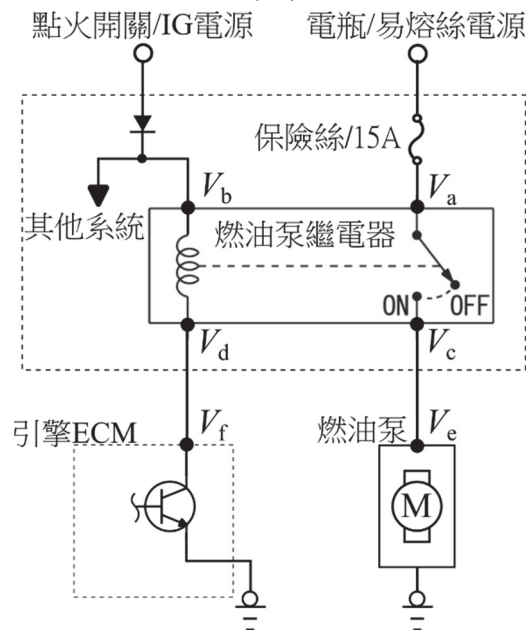 點火開關/IG電源
電瓶/易熔絲電源
保險絲/15A
Vb
Va
其他系統
燃油泵繼電器
ON
OFF
Vd
Vc
引擎ECM
Vf
燃油泵
Ve
M